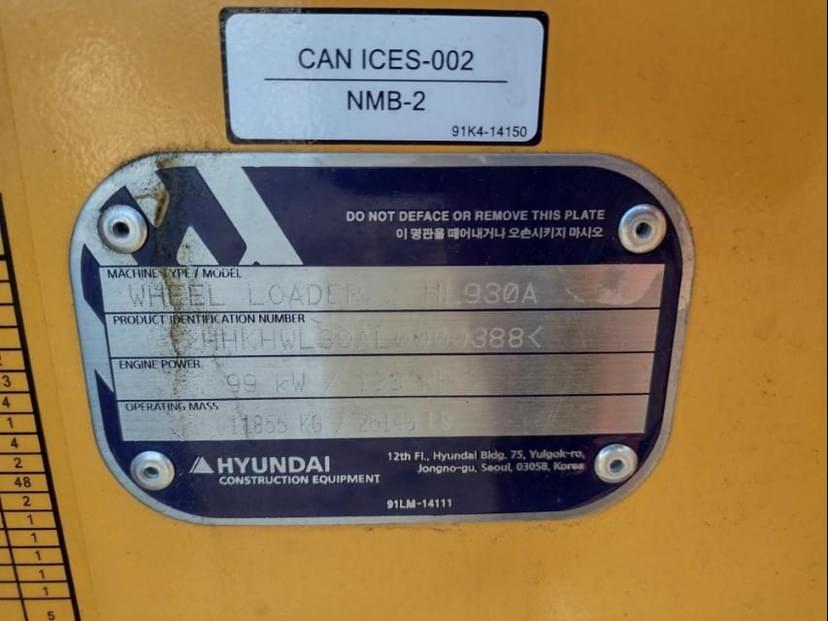 CAN ICES-002
NMB-2
91K4-14150
DO NOT DEFACE OR REMOVE THIS PLATE
이 명판을 떼어내거나 오손시키지 마시오
MACHINE TYPE / MODEL
WHEEL LOADER HL930A
PRODUCT IDENTIFICATION NUMBER
ENGINE POWER
99 kW /
OPERATING MASS
11855 KG /
HYUNDAI
CONSTRUCTION EQUIPMENT
12th Fl., Hyundai Bldg. 75, Yulgok-ro,
Jongno-gu, Seoul, 03058, Korea
91LM-14111
3
4
1
4
2
48
2
1
1
1
1
1
5